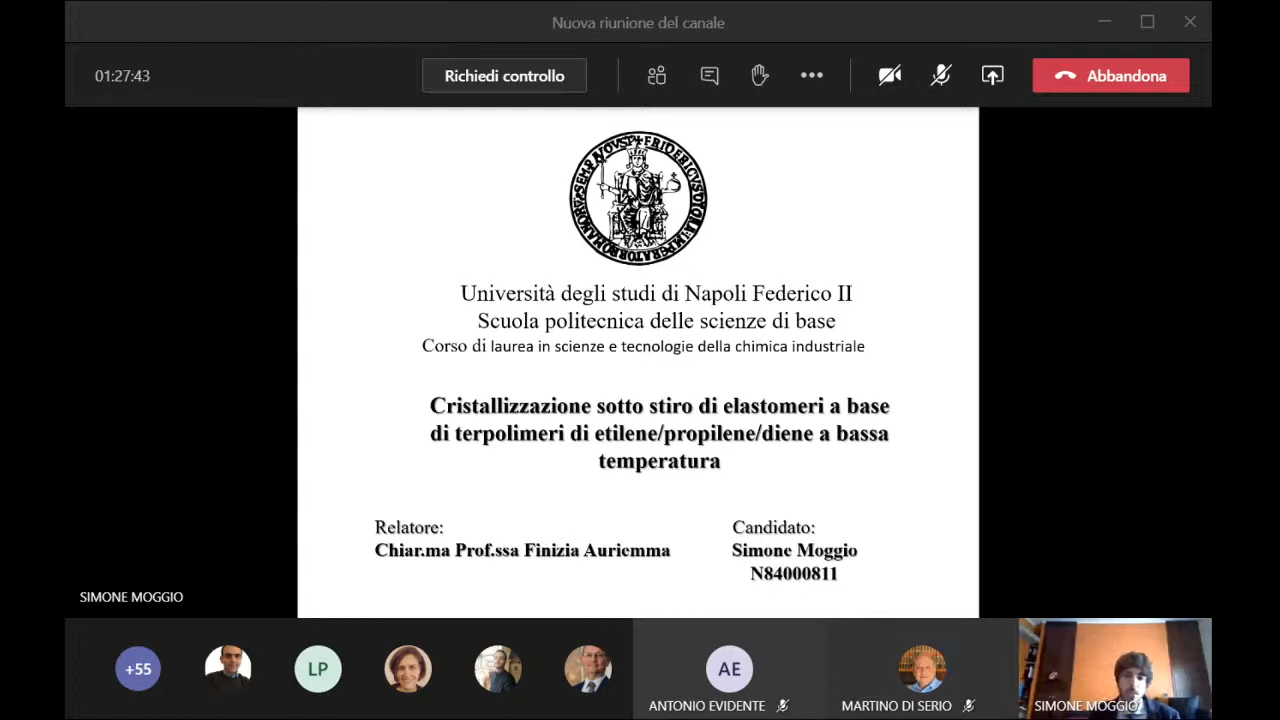 Nuova riunione del canale
01:27:43
Richiedi controllo
Abbandona
Università degli studi di Napoli Federico II
Scuola politecnica delle scienze di base
Corso di laurea in scienze e tecnologie della chimica industriale
Cristallizzazione sotto stiro di elastomeri a base
di terpolimeri di etilene/propilene/diene a bassa
temperatura
Relatore:
Chiar.ma Prof.ssa Finizia Auriemma
Candidato:
Simone Moggio
N84000811
SIMONE MOGGIO
+55
LP
AE
ANTONIO EVIDENTE
MARTINO DI SERIO
SIMONE MOGGIO